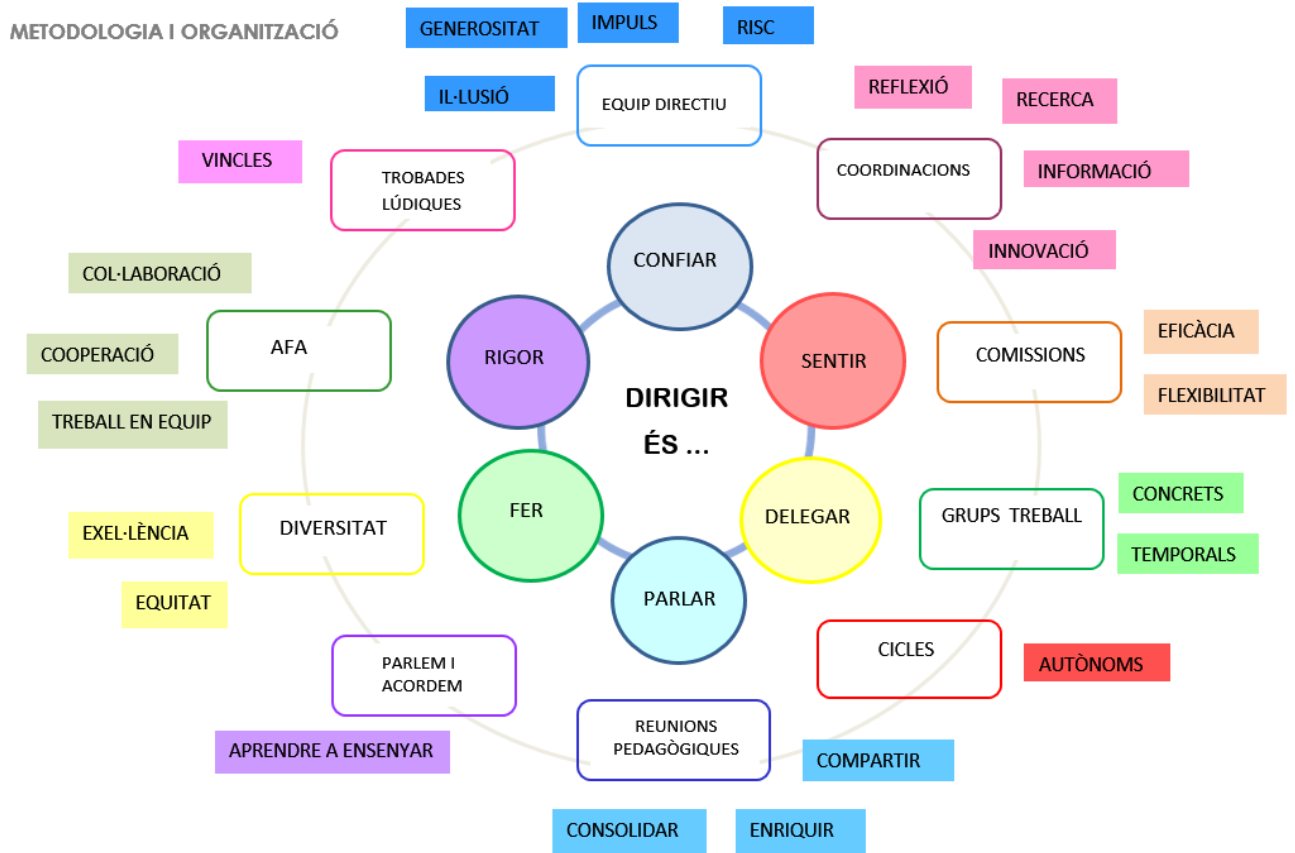 METODOLOGIA I ORGANITZACIÓ
GENEROSITAT
IMPULS
RISC
IL·LUSIÓ
EQUIP DIRECTIU
REFLEXIÓ
RECERCA
VINCLES
TROBADES
LÚDIQUES
COORDINACIONS
INFORMACIÓ
INNOVACIÓ
CONFIAR
COL·LABORACIÓ
COOPERACIÓ
TREBALL EN EQUIP
AFA
RIGOR
SENTIR
COMISSIONS
EFICÀCIA
FLEXIBILITAT
DIRIGIR
ÉS ...
EXEL·LÈNCIA
EQUITAT
DIVERSITAT
FER
DELEGAR
GRUPS TREBALL
CONCRETS
TEMPORALS
PARLAR
PARLEM I
ACORDEM
CICLES
AUTÒNOMS
APRENDRE A ENSENYAR
REUNIONS
PEDAGÒGIQUES
COMPARTIR
CONSOLIDAR
ENRIQUIR